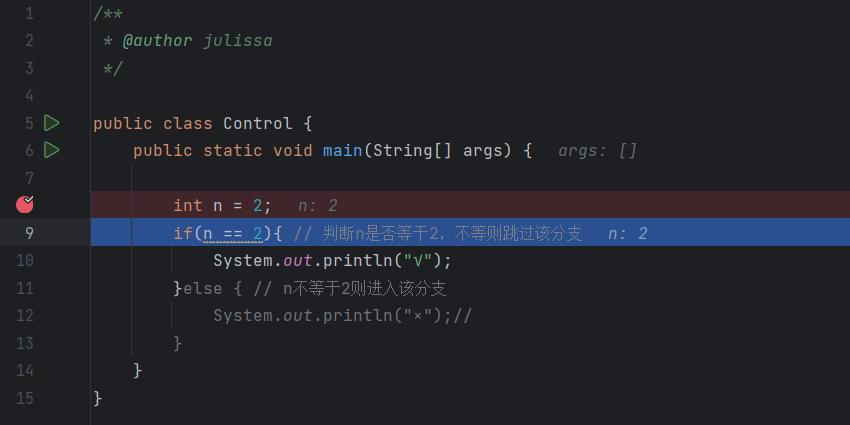 1 /**
2 * @author julissa
3 */
4
5 public class Control {
6 public static void main(String[] args) { args: []
7
int n = 2; n: 2
9 if(n == 2){ // 判断n是否等于2，不等则跳过该分支 n: 2
10 System.out.println("√");
11 }else { // n不等于2则进入该分支
12 System.out.println("×");//
13 }
14 }
15 }